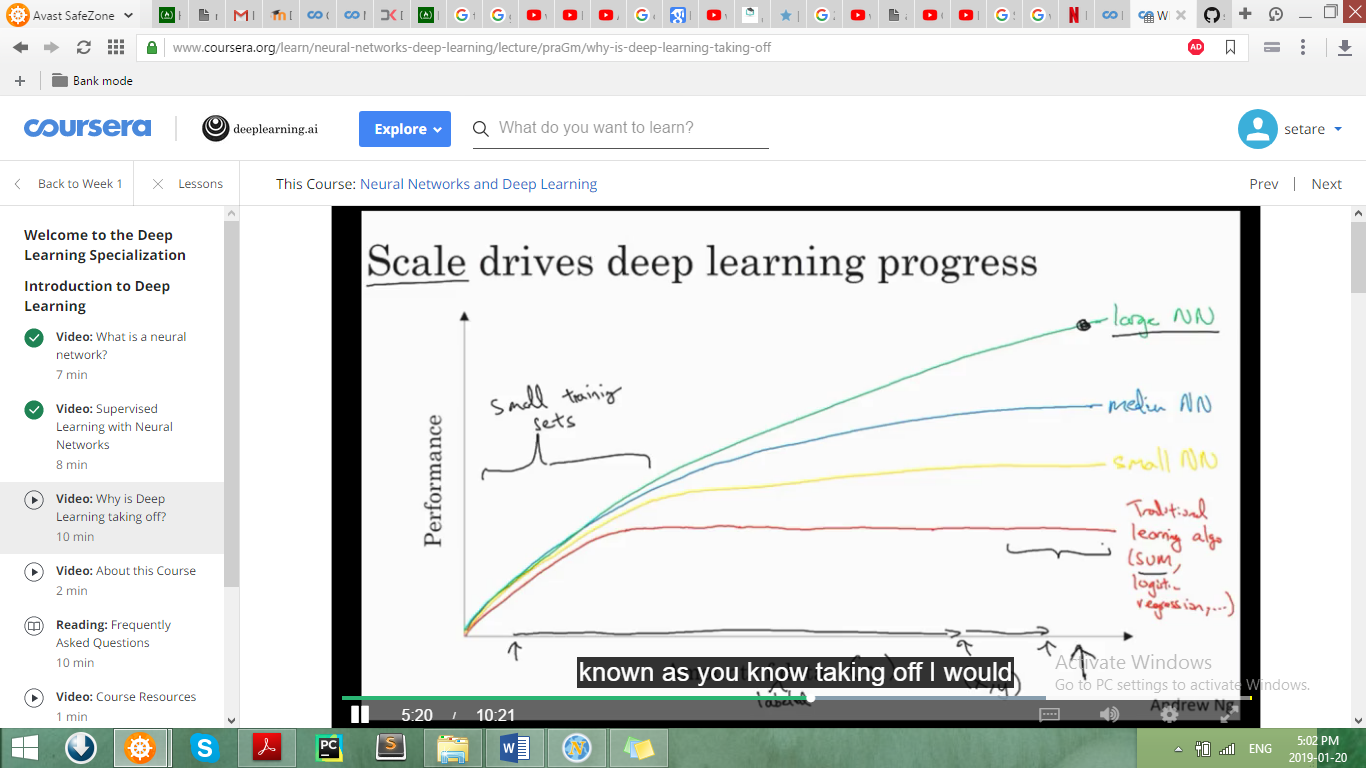 Avast SafeZone
www.coursera.org/learn/neural-networks-deep-learning/lecture/praGm/why-is-deep-learning-taking-off
AD
Bank mode
coursera
deeplearning.ai
Explore
What do you want to learn?
setare
Back to Week 1
Lessons
This Course: Neural Networks and Deep Learning
Prev
Next
Welcome to the Deep
Learning Specialization
Introduction to Deep
Learning
Video: What is a neural
network?
7 min
Video: Supervised
Learning with Neural
Networks
8 min
Video: Why is Deep
Learning taking off?
10 min
Video: About this Course
2 min
Reading: Frequently
Asked Questions
10 min
Video: Course Resources
1 min
Scale drives deep learning progress
large NN
small training
sets
medium NN
small NN
Performance
Traditional
learning algo
(SVM,
logistic
regression,...)
known as you know taking off I would
Activate Windows
Go to PC settings to activate Windows.
Andrew Ng
5:20 / 10:21
ENG
5:02 PM
2019-01-20